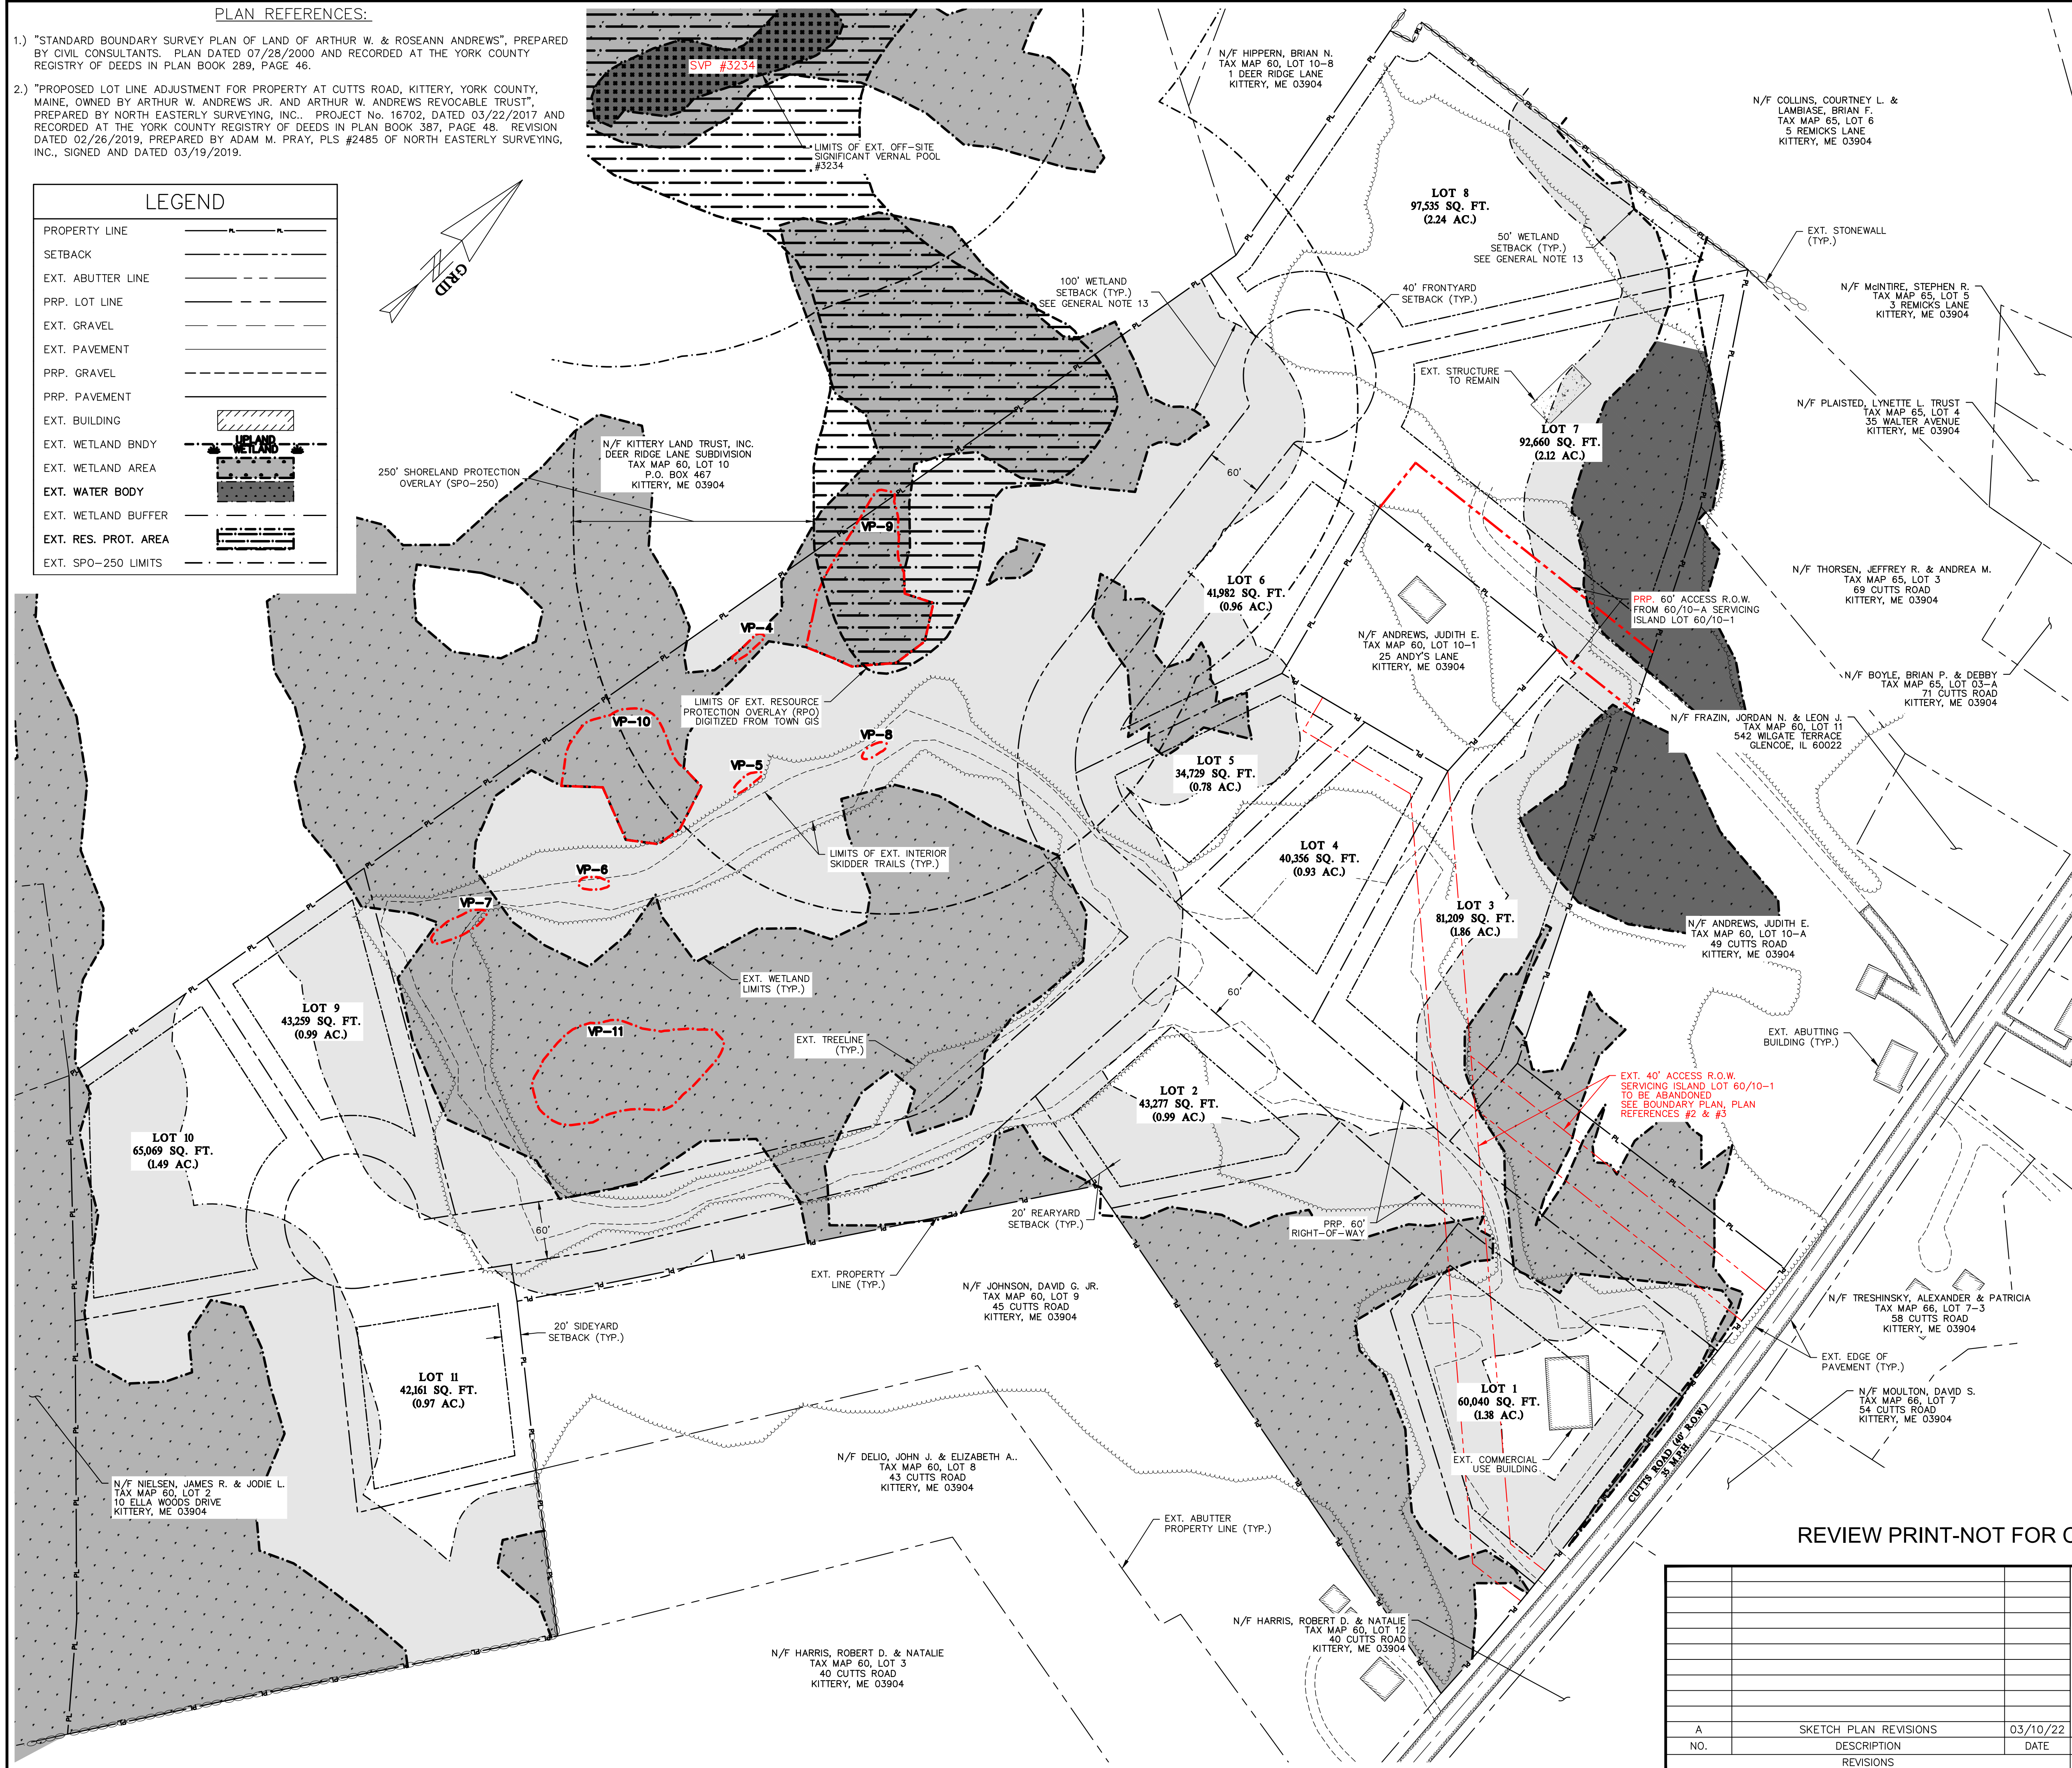 PLAN REFERENCES:
1.) "STANDARD BOUNDARY SURVEY PLAN OF LAND OF ARTHUR W. & ROSEANN ANDREWS", PREPARED
BY CIVIL CONSULTANTS. PLAN DATED 07/28/2000 AND RECORDED AT THE YORK COUNTY
REGISTRY OF DEEDS IN PLAN BOOK 289, PAGE 46.
2.) "PROPOSED LOT LINE ADJUSTMENT FOR PROPERTY AT CUTTS ROAD, KITTERY, YORK COUNTY,
MAINE, OWNED BY ARTHUR W. ANDREWS JR. AND ARTHUR W. ANDREWS REVOCABLE TRUST",
PREPARED BY NORTH EASTERLY SURVEYING, INC.. PROJECT No. 16702, DATED 03/22/2017 AND
RECORDED AT THE YORK COUNTY REGISTRY OF DEEDS IN PLAN BOOK 387, PAGE 48. REVISION
DATED 02/26/2019, PREPARED BY ADAM M. PRAY, PLS #2485 OF NORTH EASTERLY SURVEYING,
INC., SIGNED AND DATED 03/19/2019.
LEGEND
PROPERTY LINE
PL PL
SETBACK
EXT. ABUTTER LINE
PRP. LOT LINE
EXT. GRAVEL
EXT. PAVEMENT
PRP. GRAVEL
PRP. PAVEMENT
EXT. BUILDING
EXT. WETLAND BNDY
UPLAND
WETLAND
EXT. WETLAND AREA
EXT. WATER BODY
EXT. WETLAND BUFFER
EXT. RES. PROT. AREA
EXT. SPO-250 LIMITS
GRID
SVP #3234
LIMITS OF EXT. OFF-SITE
SIGNIFICANT VERNAL POOL
#3234
N/F HIPPERN, BRIAN N.
TAX MAP 60, LOT 10-8
1 DEER RIDGE LANE
KITTERY, ME 03904
N/F COLLINS, COURTNEY L. &
LAMBIASE, BRIAN F.
TAX MAP 65, LOT 6
5 REMICKS LANE
KITTERY, ME 03904
LOT 8
97,535 SQ. FT.
(2.24 AC.)
50' WETLAND
SETBACK (TYP.)
SEE GENERAL NOTE 13
EXT. STONEWALL
(TYP.)
100' WETLAND
SETBACK (TYP.)
SEE GENERAL NOTE 13
40' FRONTYARD
SETBACK (TYP.)
N/F McINTIRE, STEPHEN R.
TAX MAP 65, LOT 5
3 REMICKS LANE
KITTERY, ME 03904
EXT. STRUCTURE
TO REMAIN
N/F PLAISTED, LYNETTE L. TRUST
TAX MAP 65, LOT 4
35 WALTER AVENUE
KITTERY, ME 03904
LOT 7
92,660 SQ. FT.
(2.12 AC.)
N/F KITTERY LAND TRUST, INC.
DEER RIDGE LANE SUBDIVISION
TAX MAP 60, LOT 10
P.O. BOX 467
KITTERY, ME 03904
250' SHORELAND PROTECTION
OVERLAY (SPO-250)
60'
VP-9
LOT 6
41,982 SQ. FT.
(0.96 AC.)
N/F THORSEN, JEFFREY R. & ANDREA M.
TAX MAP 65, LOT 3
69 CUTTS ROAD
KITTERY, ME 03904
PRP. 60' ACCESS R.O.W.
FROM 60/10-A SERVICING
ISLAND LOT 60/10-1
VP-4
N/F ANDREWS, JUDITH E.
TAX MAP 60, LOT 10-1
25 ANDY'S LANE
KITTERY, ME 03904
N/F BOYLE, BRIAN P. & DEBBY
TAX MAP 65, LOT 03-A
71 CUTTS ROAD
KITTERY, ME 03904
LIMITS OF EXT. RESOURCE
PROTECTION OVERLAY (RPO)
DIGITIZED FROM TOWN GIS
N/F FRAZIN, JORDAN N. & LEON J.
TAX MAP 60, LOT 11
542 WILGATE TERRACE
GLENCOE, IL 60022
VP-10
VP-8
VP-5
LOT 5
34,729 SQ. FT.
(0.78 AC.)
LIMITS OF EXT. INTERIOR
SKIDDER TRAILS (TYP.)
LOT 4
40,356 SQ. FT.
(0.93 AC.)
VP-6
VP-7
LOT 3
81,209 SQ. FT.
(1.86 AC.)
N/F ANDREWS, JUDITH E.
TAX MAP 60, LOT 10-A
49 CUTTS ROAD
KITTERY, ME 03904
EXT. WETLAND
LIMITS (TYP.)
60'
LOT 9
43,259 SQ. FT.
(0.99 AC.)
VP-11
EXT. TREELINE
(TYP.)
EXT. ABUTTING
BUILDING (TYP.)
EXT. 40' ACCESS R.O.W.
SERVICING ISLAND LOT 60/10-1
TO BE ABANDONED
SEE BOUNDARY PLAN, PLAN
REFERENCES #2 & #3
LOT 2
43,277 SQ. FT.
(0.99 AC.)
LOT 10
65,069 SQ. FT.
(1.49 AC.)
20' REARYARD
SETBACK (TYP.)
PRP. 60'
RIGHT-OF-WAY
60'
EXT. PROPERTY
LINE (TYP.)
N/F JOHNSON, DAVID G. JR.
TAX MAP 60, LOT 9
45 CUTTS ROAD
KITTERY, ME 03904
N/F TRESHINSKY, ALEXANDER & PATRICIA
TAX MAP 66, LOT 7-3
58 CUTTS ROAD
KITTERY, ME 03904
20' SIDEYARD
SETBACK (TYP.)
EXT. EDGE OF
PAVEMENT (TYP.)
LOT 11
42,161 SQ. FT.
(0.97 AC.)
LOT 1
60,040 SQ. FT.
(1.38 AC.)
N/F MOULTON, DAVID S.
TAX MAP 66, LOT 7
54 CUTTS ROAD
KITTERY, ME 03904
CUTTS ROAD (40' R.O.W.)
35 M.P.H.
EXT. COMMERCIAL
USE BUILDING
N/F DELIO, JOHN J. & ELIZABETH A..
TAX MAP 60, LOT 8
43 CUTTS ROAD
KITTERY, ME 03904
N/F NIELSEN, JAMES R. & JODIE L.
TAX MAP 60, LOT 2
10 ELLA WOODS DRIVE
KITTERY, ME 03904
EXT. ABUTTER
PROPERTY LINE (TYP.)
REVIEW PRINT-NOT FOR C
N/F HARRIS, ROBERT D. & NATALIE
TAX MAP 60, LOT 12
40 CUTTS ROAD
KITTERY, ME 03904
N/F HARRIS, ROBERT D. & NATALIE
TAX MAP 60, LOT 3
40 CUTTS ROAD
KITTERY, ME 03904
A SKETCH PLAN REVISIONS 03/10/22
NO. DESCRIPTION DATE
REVISIONS